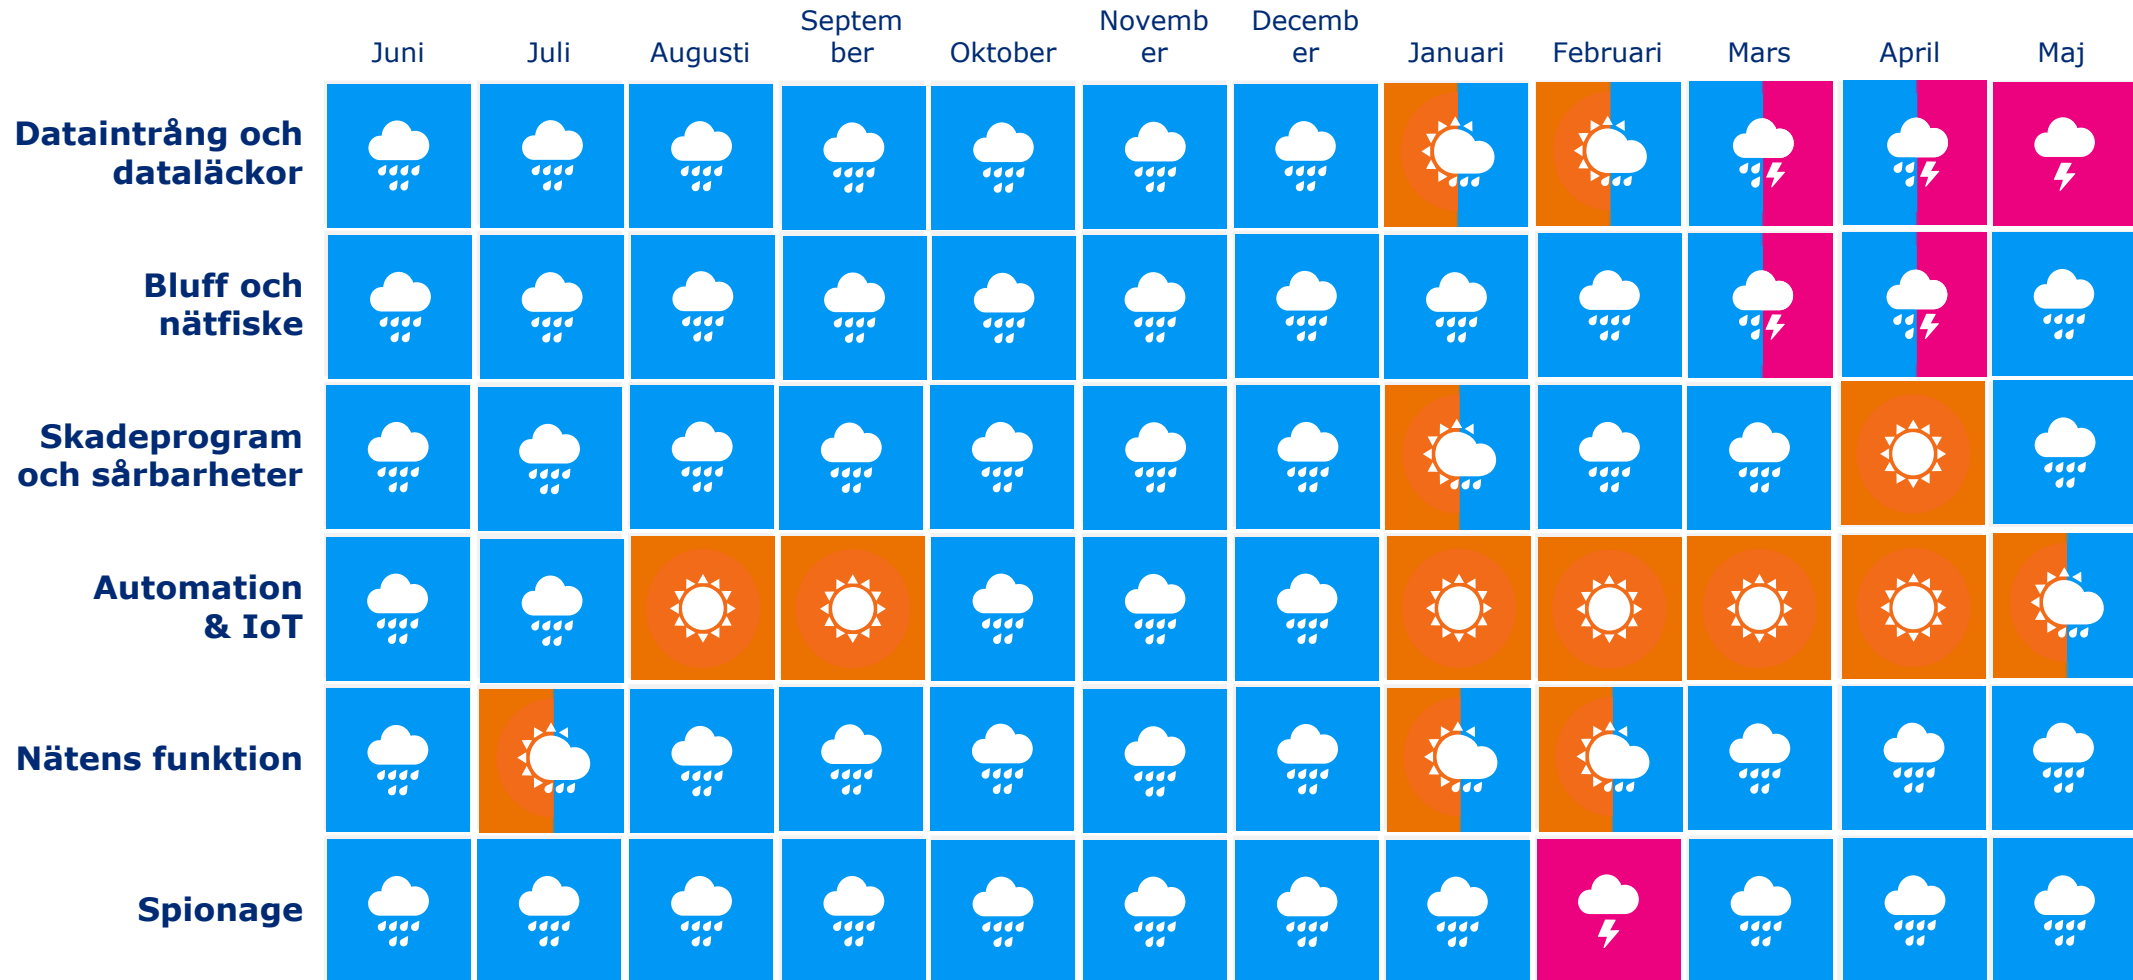 Juni Juli Augusti Septem
ber Oktober Novemb
er Decemb
er Januari Februari Mars April Maj
Dataintrång och
dataläckor
Bluff och
nätfiske
Skadeprogram
och sårbarheter
Automation
& IoT
Nätens funktion
Spionage